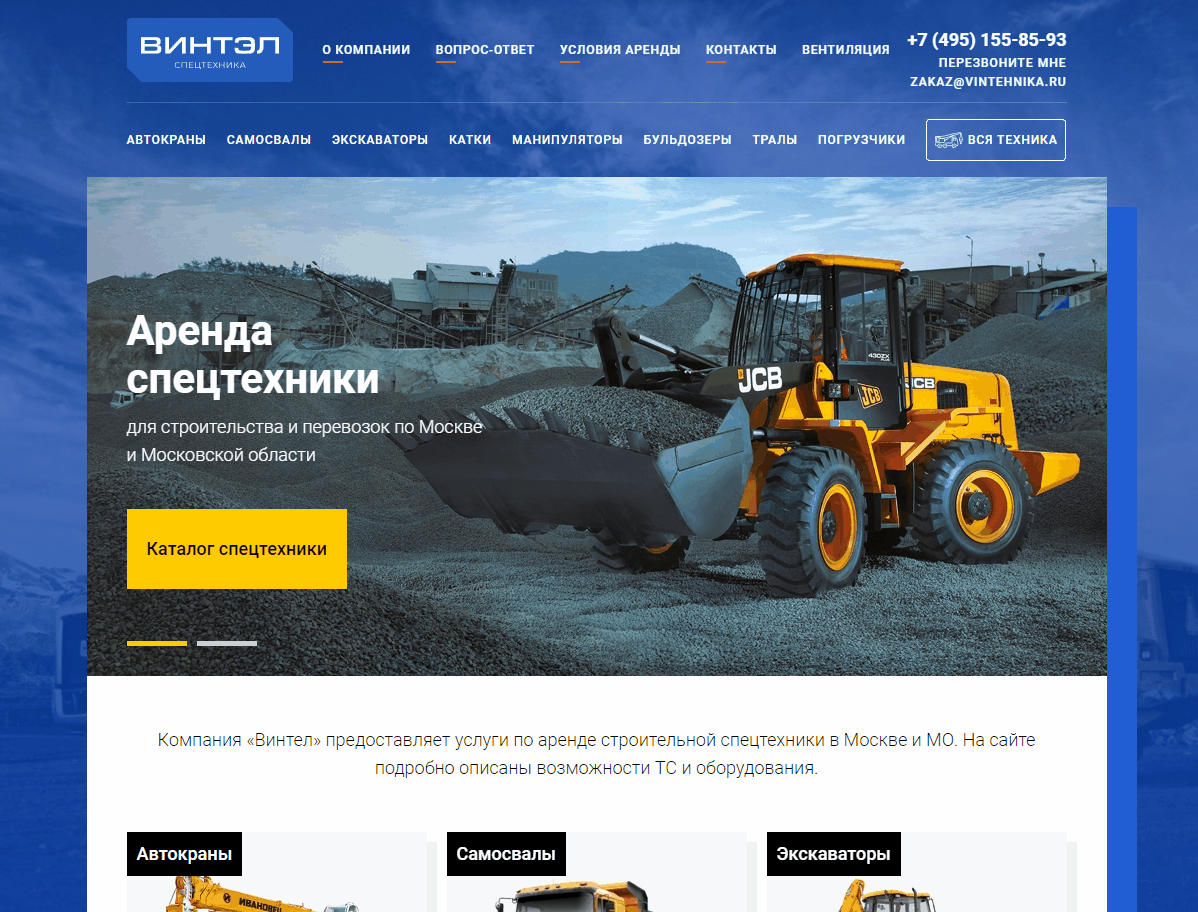 ВИНТЭЛ
СПЕЦТЕХНИКА
О КОМПАНИИ
ВОПРОС-ОТВЕТ
УСЛОВИЯ АРЕНДЫ
КОНТАКТЫ
ВЕНТИЛЯЦИЯ
+7 (495) 155-85-93
ПЕРЕЗВОНИТЕ МНЕ
ZAKAZ@VINTEHNIKA.RU
АВТОКРАНЫ
САМОСВАЛЫ
ЭКСКАВАТОРЫ
КАТКИ
МАНИПУЛЯТОРЫ
БУЛЬДОЗЕРЫ
ТРАЛЫ
ПОГРУЗЧИКИ
ВСЯ ТЕХНИКА
Аренда
спецтехники
для строительства и перевозок по Москве
и Московской области
Каталог спецтехники
430ZX
JCB
JCB
JCB
Компания «Винтел» предоставляет услуги по аренде строительной спецтехники в Москве и МО. На сайте
подробно описаны возможности ТС и оборудования.
Автокраны
Самосвалы
Экскаваторы
ИВАНОВЕЦ